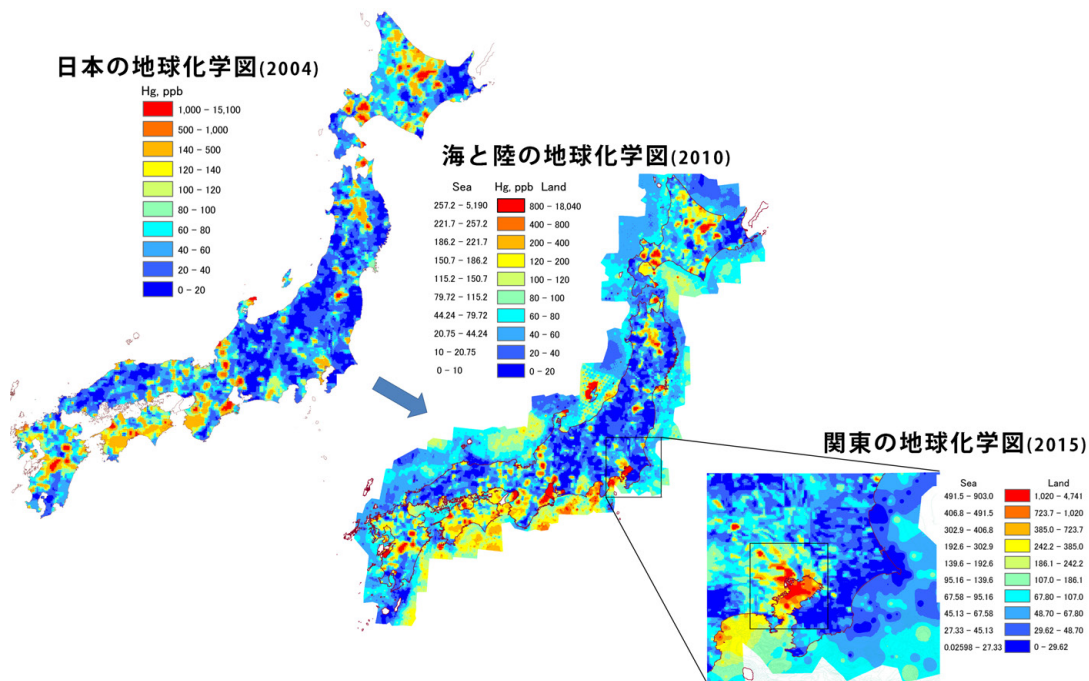 日本の地球化学図(2004)
Hg, ppb
1,000 – 15,100
500 – 1,000
140 – 500
120 – 140
100 – 120
80 – 100
60 – 80
40 – 60
20 – 40
0 – 20
海と陸の地球化学図(2010)
Sea Hg, ppb Land
257.2 – 5,190 800 – 18,040
221.7 – 257.2 400 – 800
186.2 – 221.7 200 – 400
150.7 – 186.2 120 – 200
115.2 – 150.7 100 – 120
79.72 – 115.2 80 – 100
44.24 – 79.72 60 – 80
20.75 – 44.24 40 – 60
10 – 20.75 20 – 40
0 – 10 0 – 20
関東の地球化学図(2015)
Sea Land
491.5 – 903.0 1,020 – 4,741
406.8 – 491.5 723.7 – 1,020
302.9 – 406.8 385.0 – 723.7
192.6 – 302.9 242.2 – 385.0
139.6 – 192.6 186.1 – 242.2
95.16 – 139.6 107.0 – 186.1
67.58 – 95.16 67.80 – 107.0
45.13 – 67.58 48.70 – 67.80
27.33 – 45.13 29.62 – 48.70
0.02598 – 27.33 0 – 29.62